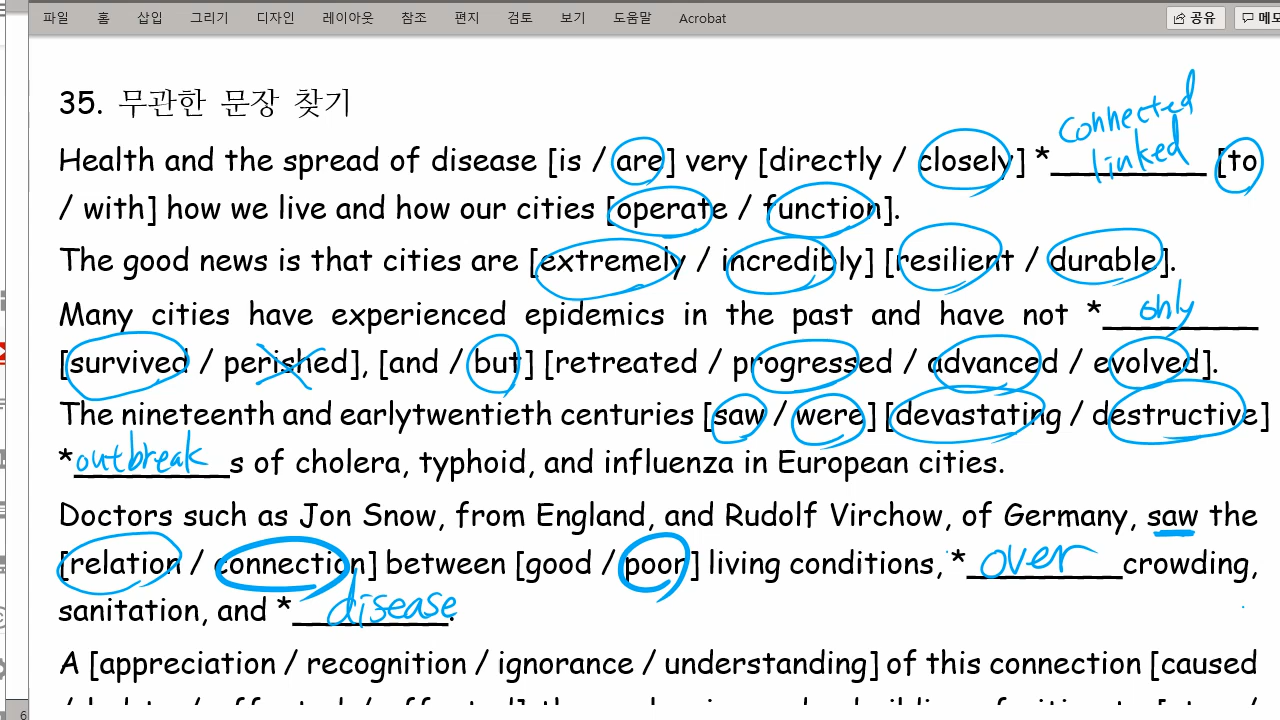 파일 홈 삽입 그리기 디자인 레이아웃 참조 편지 검토 보기 도움말 Acrobat 공유 메모
35. 무관한 문장 찾기
connected
Health and the spread of disease [is / are] very [directly / closely] *linked [to
/ with] how we live and how our cities [operate / function].
The good news is that cities are [extremely / incredibly] [resilient / durable].
Many cities have experienced epidemics in the past and have not *only
[survived / perished], [and / but] [retreated / progressed / advanced / evolved].
The nineteenth and earlytwentieth centuries [saw / were] [devastating / destructive]
*outbreaks of cholera, typhoid, and influenza in European cities.
Doctors such as Jon Snow, from England, and Rudolf Virchow, of Germany, saw the
[relation / connection] between [good / poor] living conditions, *over crowding,
sanitation, and *disease.
A [appreciation / recognition / ignorance / understanding] of this connection [caused
6